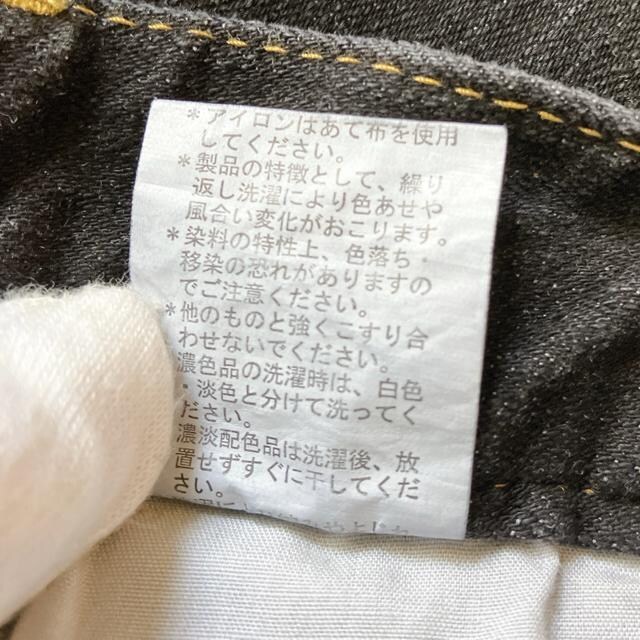 ＊アイロンはあて布を使用
してください。
＊製品の特徴として、繰り
返し洗濯により色あせや
風合い変化がおこります。
＊染料の特性上、色落ち・
移染の恐れがありますの
でご注意ください。
＊他のものと強くこすり合
わせないでください。
濃色品の洗濯時は、白色
・淡色と分けて洗ってく
ださい。
濃淡配色品は洗濯後、放
置せずすぐに干してくだ
さい。